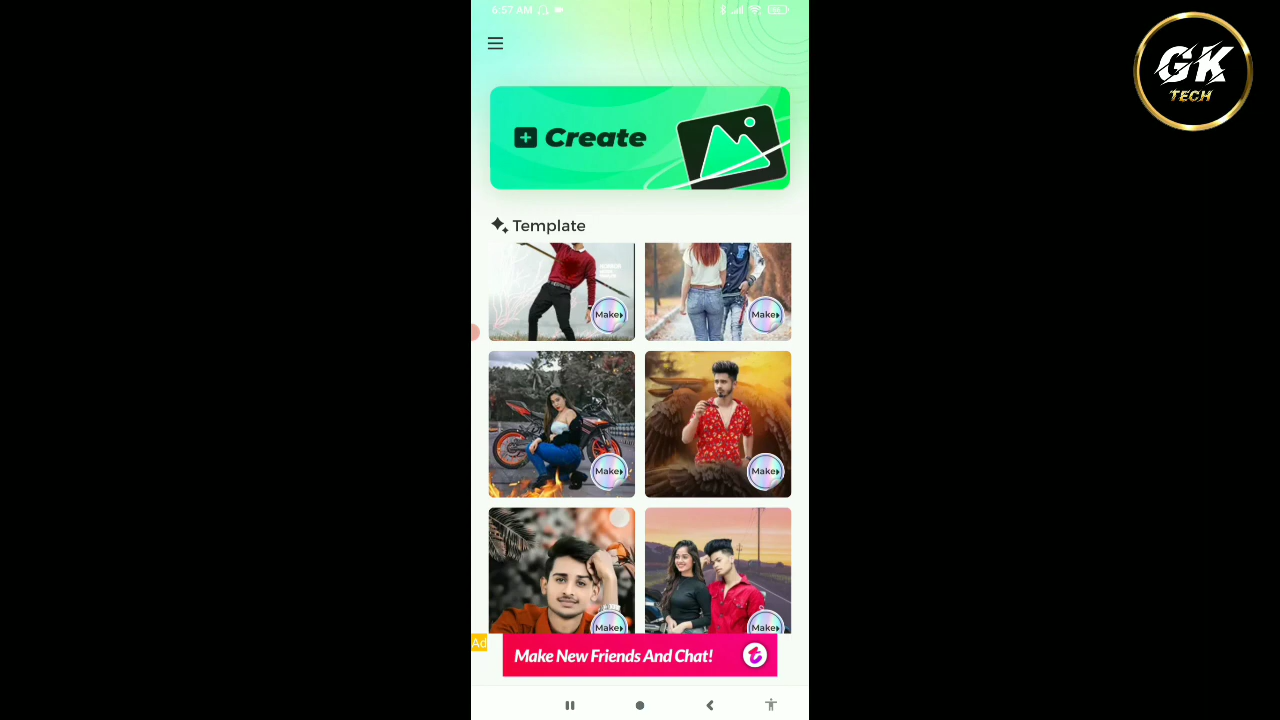 6:57 AM
GK
TECH
Create
Template
Make
Make
Make
Make
Make
Make
Ad
Make New Friends And Chat!